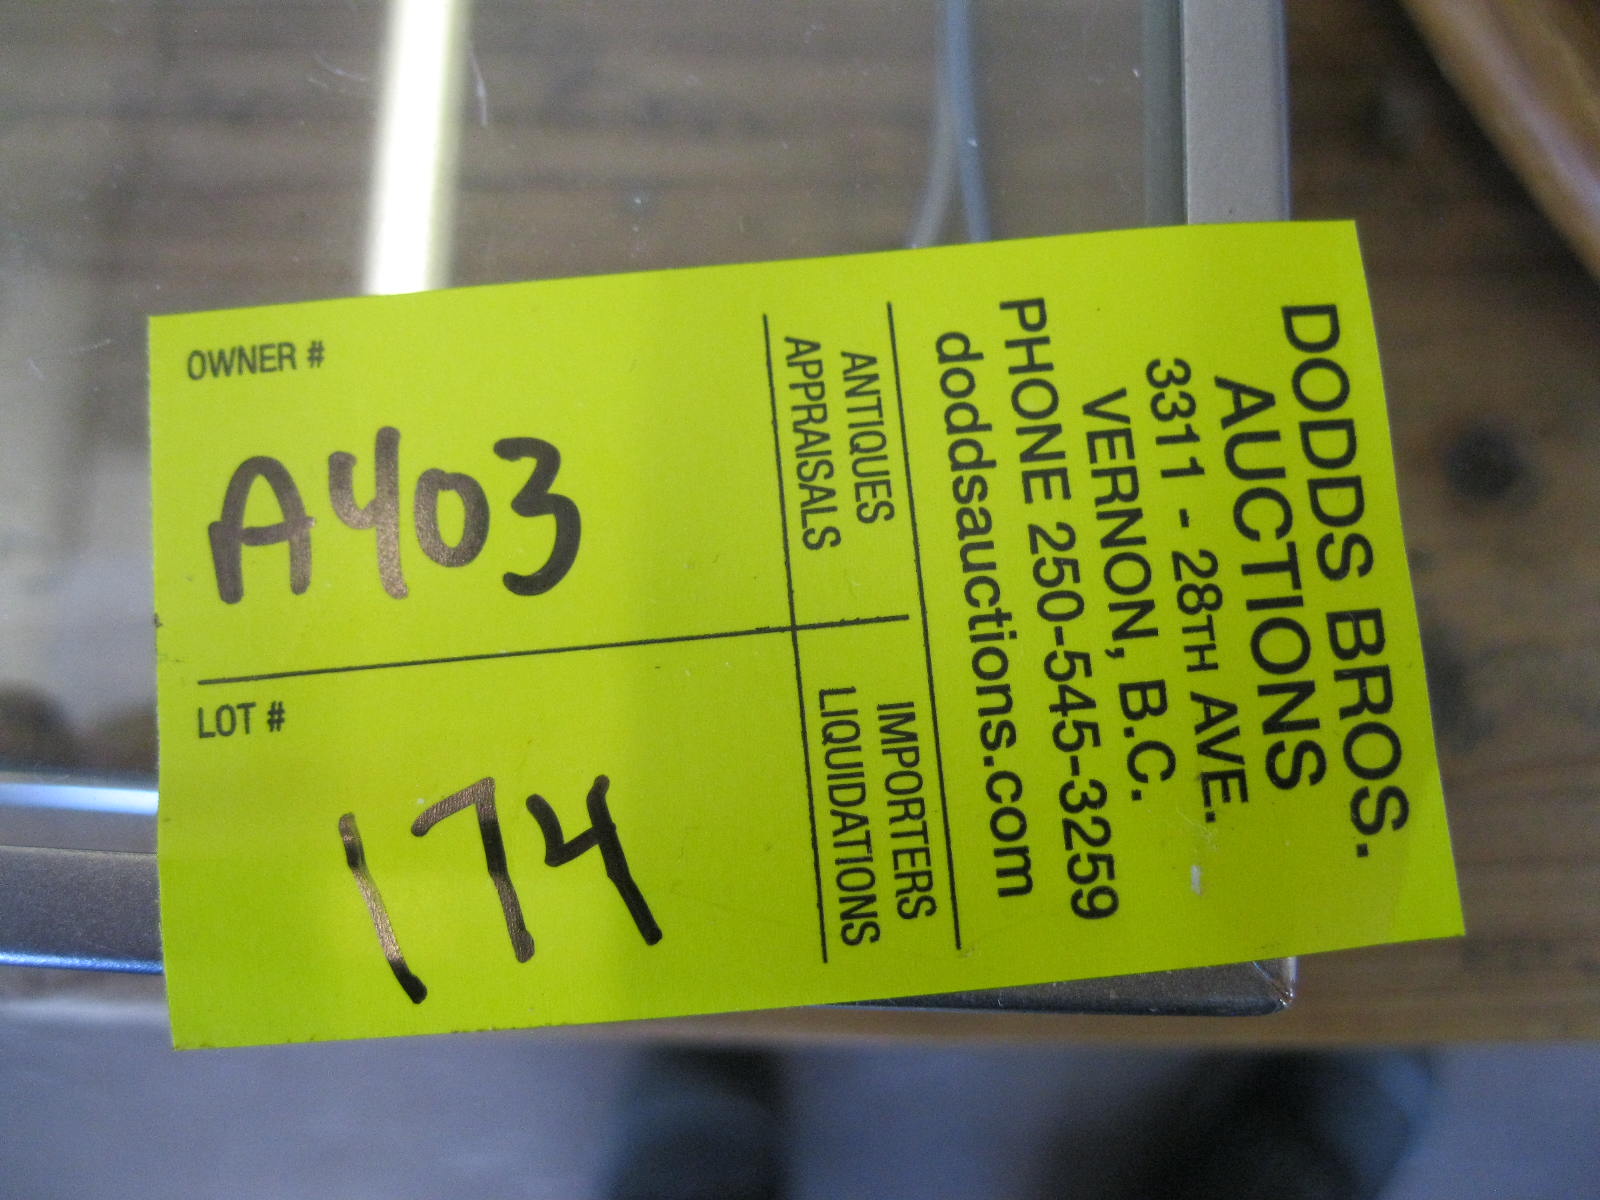 DODDS BROS.
AUCTIONS
3311 - 28TH AVE.
VERNON, B.C.
PHONE 250-545-3259
doddsauctions.com
ANTIQUES
APPRAISALS
IMPORTERS
LIQUIDATIONS
OWNER #
A403
LOT #
174